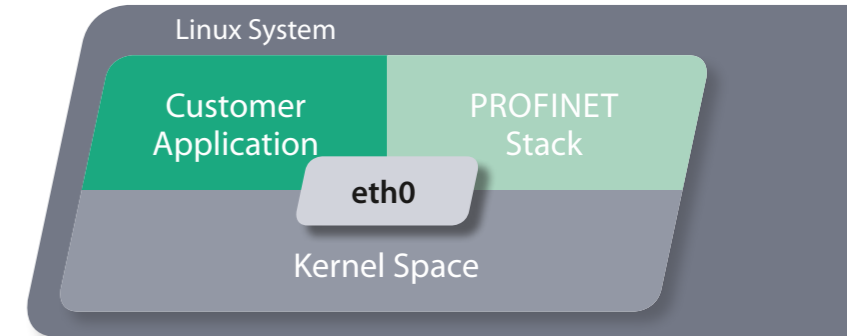 Linux System
Customer
Application
PROFINET
Stack
eth0
Kernel Space